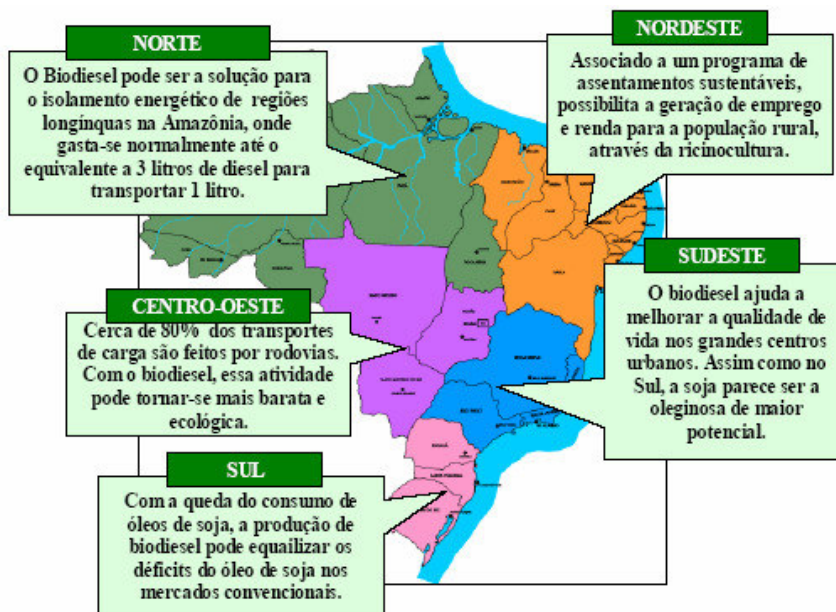 NORTE
O Biodiesel pode ser a solução para
o isolamento energético de regiões
longínquas na Amazônia, onde
gasta-se normalmente até o
equivalente a 3 litros de diesel para
transportar 1 litro.
NORDESTE
Associado a um programa de
assentamentos sustentáveis,
possibilita a geração de emprego
e renda para a população rural,
através da ricinocultura.
CENTRO-OESTE
Cerca de 80% dos transportes
de carga são feitos por rodovias.
Com o biodiesel, essa atividade
pode tornar-se mais barata e
ecológica.
SUDESTE
O biodiesel ajuda a
melhorar a qualidade de
vida nos grandes centros
urbanos. Assim como no
Sul, a soja parece ser a
oleginosa de maior
potencial.
SUL
Com a queda do consumo de
óleos de soja, a produção de
biodiesel pode equailizar os
déficits do óleo de soja nos
mercados convencionais.